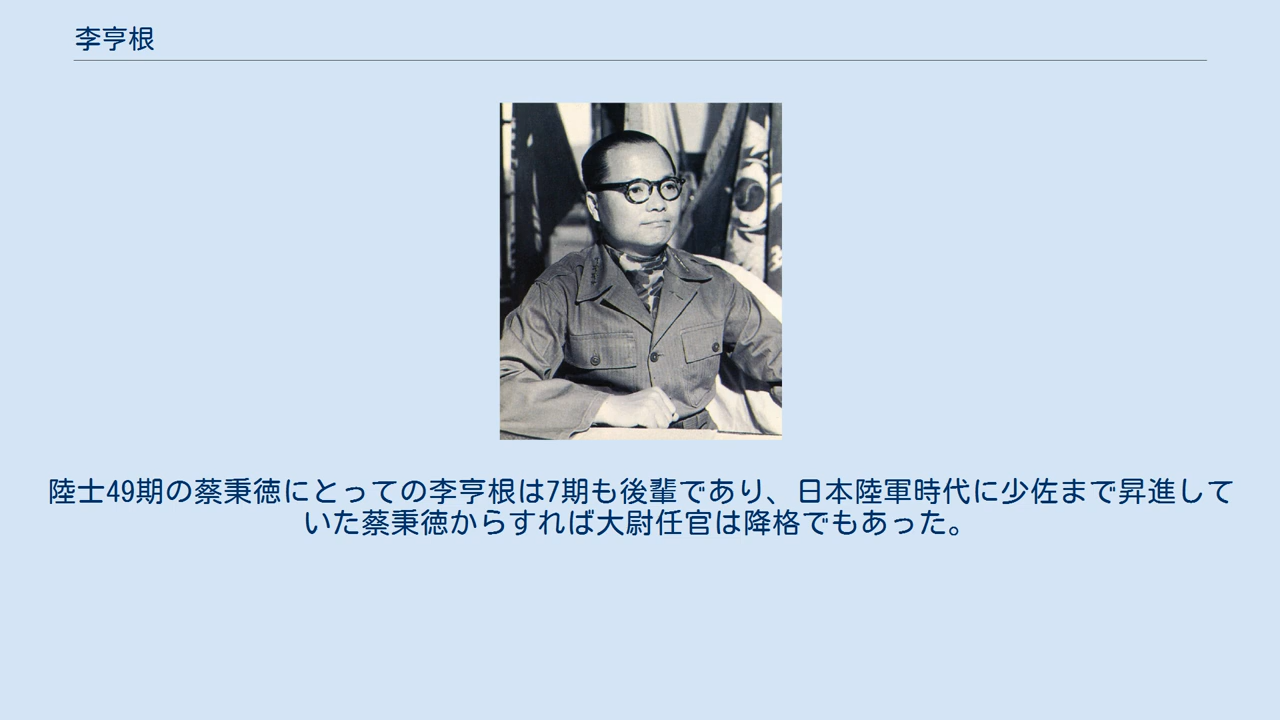 李亨根
陸士49期の蔡秉徳にとっての李亨根は7期も後輩であり、日本陸軍時代に少佐まで昇進して
いた蔡秉徳からすれば大尉任官は降格でもあった。